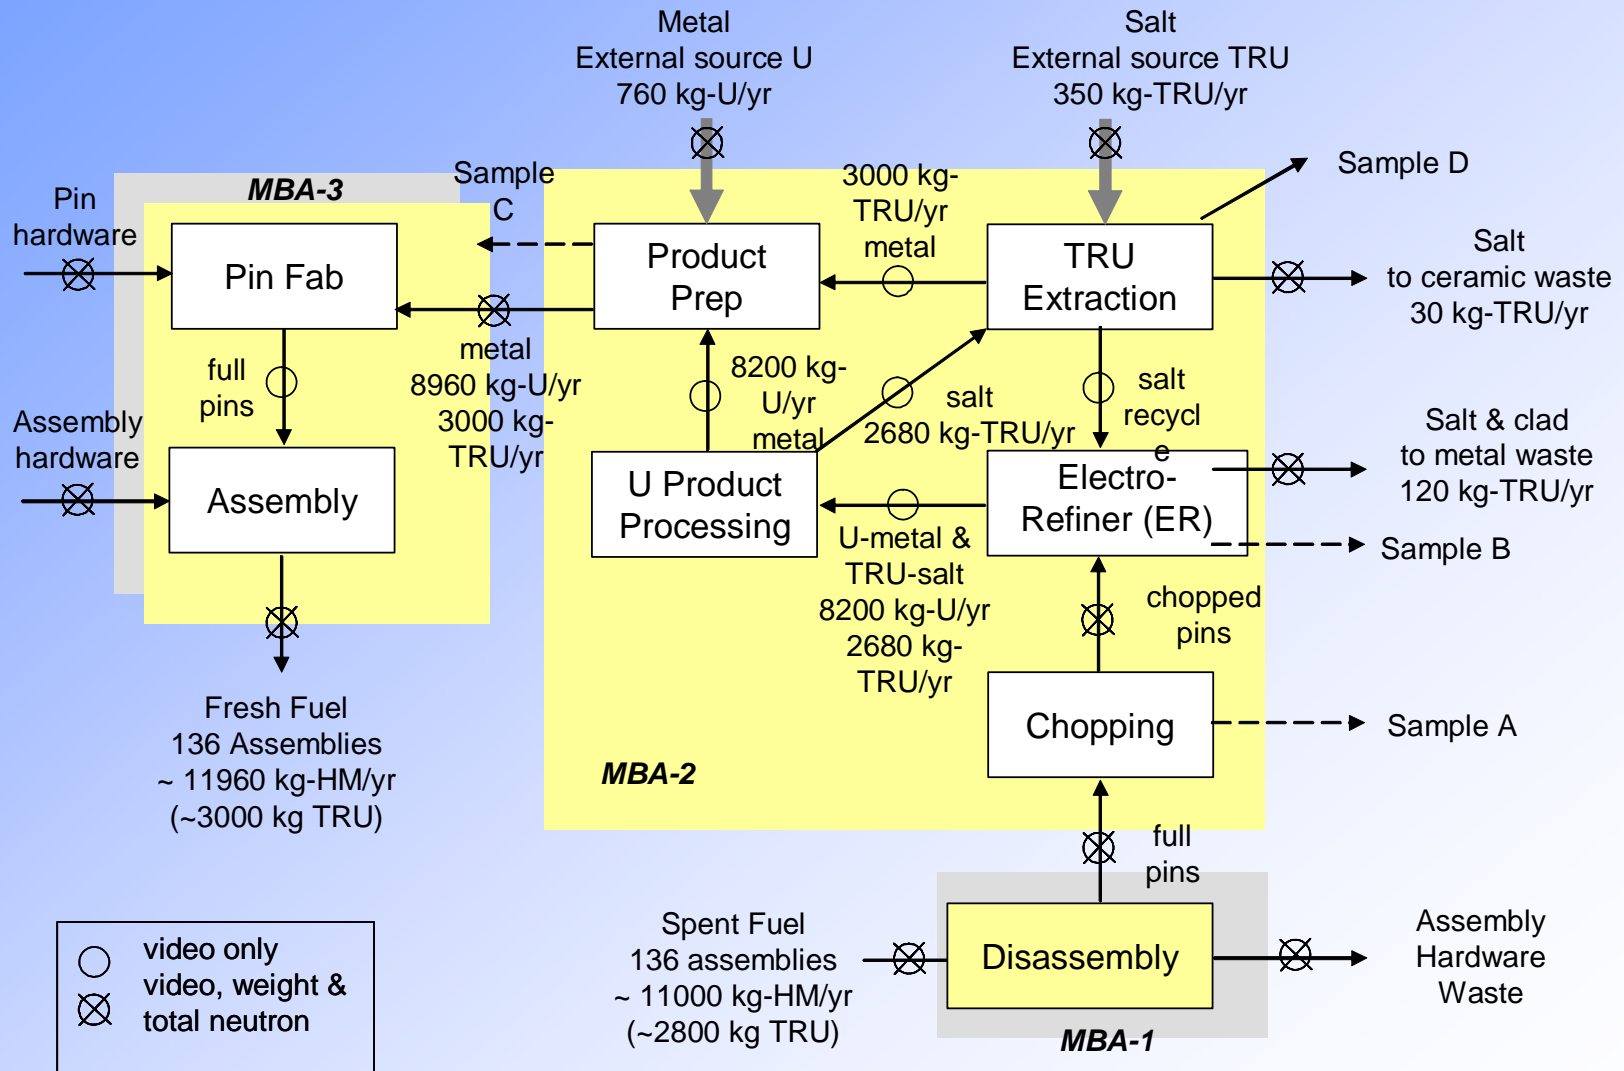 Metal
External source U
760 kg-U/yr
Salt
External source TRU
350 kg-TRU/yr
Sample
C
3000 kg-
TRU/yr
metal
Sample D
MBA-3
Pin
hardware
Pin Fab
Product
Prep
TRU
Extraction
Salt
to ceramic waste
30 kg-TRU/yr
metal
8960 kg-U/yr
3000 kg-
TRU/yr
full
pins
8200 kg-
U/yr
metal
salt
2680 kg-TRU/yr
salt
recycl
e
Assembly
hardware
Assembly
U Product
Processing
Electro-
Refiner (ER)
Salt & clad
to metal waste
120 kg-TRU/yr
Sample B
U-metal &
TRU-salt
8200 kg-U/yr
2680 kg-
TRU/yr
chopped
pins
Fresh Fuel
136 Assemblies
~ 11960 kg-HM/yr
(~3000 kg TRU)
MBA-2
Chopping
Sample A
full
pins
Spent Fuel
136 assemblies
~ 11000 kg-HM/yr
(~2800 kg TRU)
Disassembly
MBA-1
Assembly
Hardware
Waste
video only
video, weight &
total neutron